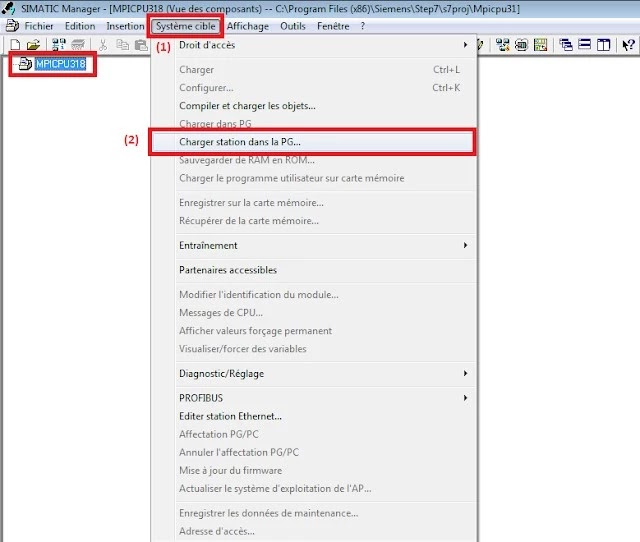 SIMATIC Manager - [MPICPU318 (Vue des composants) -- C:\Program Files (x86)\Siemens\Step7\s7proj\Mpicpu31]
Fichier Edition Insertion Système cible Affichage Outils Fenêtre ?
(1)
MPICPU318
Droit d'accès
Charger Ctrl+L
Configurer... Ctrl+K
Compiler et charger les objets...
Charger dans PG
(2)
Charger station dans la PG...
Sauvegarder de RAM en ROM...
Charger le programme utilisateur sur carte mémoire
Enregistrer sur la carte mémoire...
Récupérer de la carte mémoire...
Entraînement
Partenaires accessibles
Modifier l'identification du module...
Messages de CPU...
Afficher valeurs forçage permanent
Visualiser/forcer des variables
Diagnostic/Réglage
PROFIBUS
Editer station Ethernet...
Affectation PG/PC
Annuler l'affectation PG/PC
Mise à jour du firmware
Actualiser le système d'exploitation de l'AP...
Enregistrer les données de maintenance...
Adresse d'accès...